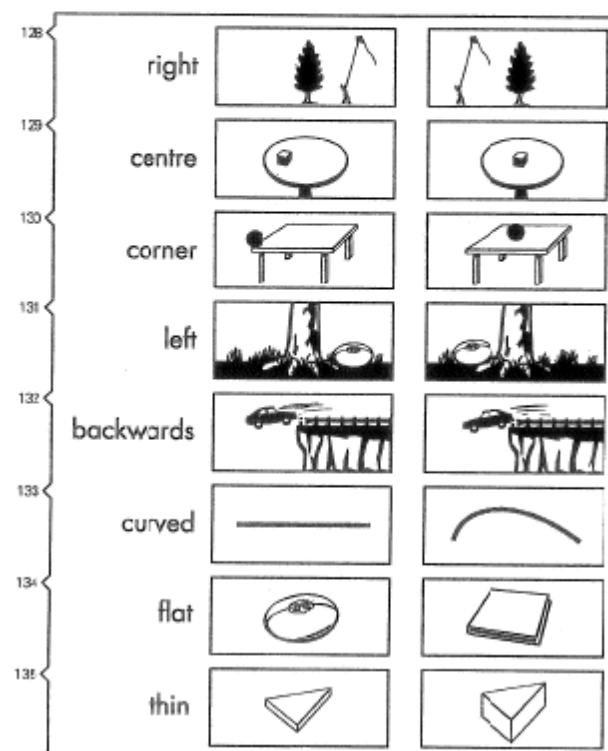 128
right
129
centre
130
corner
131
left
132
backwards
133
curved
134
flat
135
thin